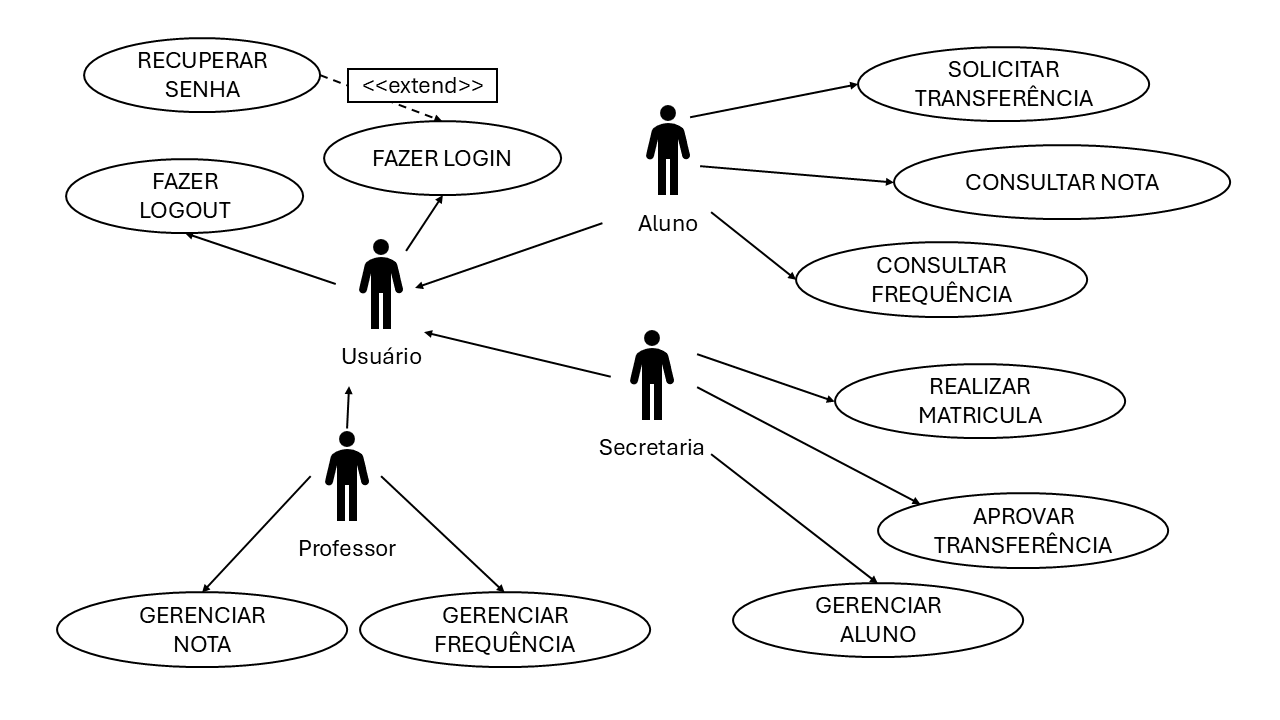 RECUPERAR
SENHA
<<extend>>
FAZER LOGIN
FAZER
LOGOUT
Usuário
Aluno
SOLICITAR
TRANSFERÊNCIA
CONSULTAR NOTA
CONSULTAR
FREQUÊNCIA
Secretaria
REALIZAR
MATRICULA
APROVAR
TRANSFERÊNCIA
GERENCIAR
ALUNO
Professor
GERENCIAR
NOTA
GERENCIAR
FREQUÊNCIA